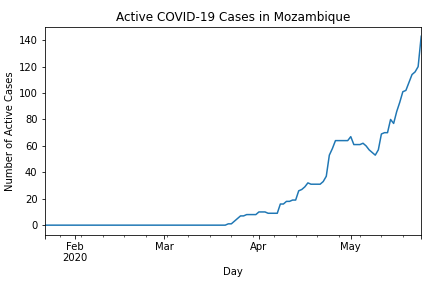 Active COVID-19 Cases in Mozambique
Number of Active Cases
140
120
100
80
60
40
20
0
Feb Mar Apr May
2020
Day